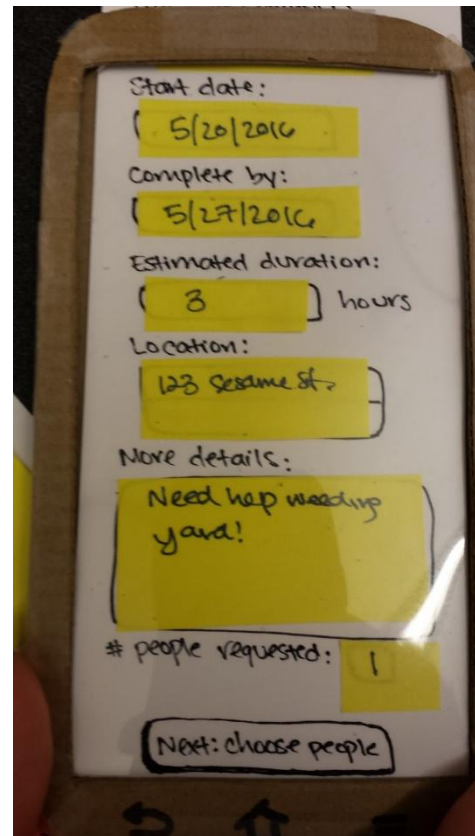 Start date:
5/20/2016
Complete by:
5/27/2016
Estimated duration:
3 hours
Location:
123 Sesame St.
More details:
Need hep weeding
yard!
# people requested: 1
Next: choose people